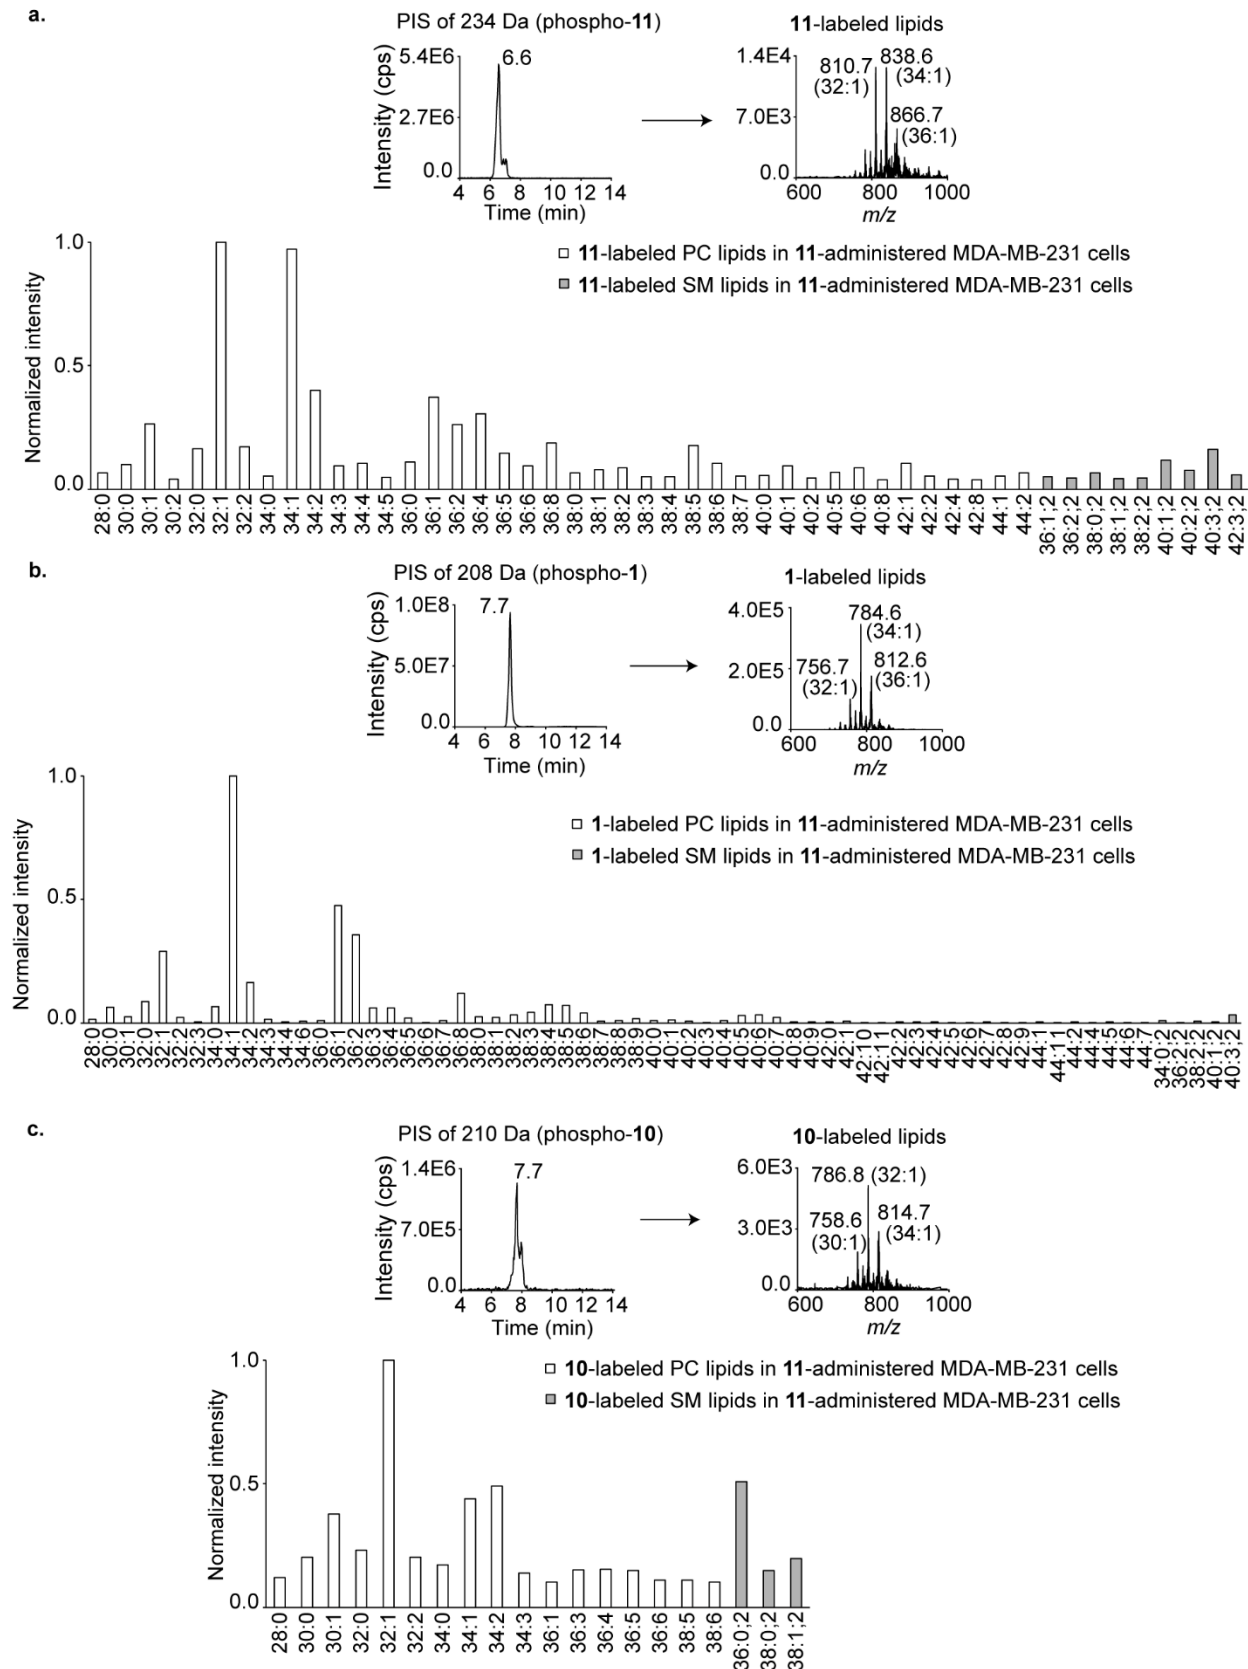 a.
PIS of 234 Da (phospho-11)
11-labeled lipids
Intensity (cps)
5.4E6
2.7E6
0.0
6.6
4 6 8 10 12 14
Time (min)
1.4E4
7.0E3
0.0
810.7
(32:1)
838.6
(34:1)
866.7
(36:1)
600 800 1000
m/z
Normalized intensity
1.0
0.5
0.0
11-labeled PC lipids in 11-administered MDA-MB-231 cells
11-labeled SM lipids in 11-administered MDA-MB-231 cells
28:0 30:0 30:1 30:2 32:0 32:1 32:2 34:0 34:1 34:2 34:3 34:4 34:5 36:0 36:1 36:2 36:4 36:5 36:6 36:8 38:0 38:1 38:2 38:3 38:4 38:5 38:6 38:7 40:0 40:1 40:2 40:5 40:6 40:8 42:1 42:2 42:4 42:8 44:1 44:2 36:1;2 36:2;2 38:0;2 38:1;2 38:2;2 40:1;2 40:2;2 40:3;2 42:3;2
b.
PIS of 208 Da (phospho-1)
1-labeled lipids
Intensity (cps)
1.0E8
5.0E7
0.0
7.7
4 6 8 10 12 14
Time (min)
4.0E5
2.0E5
0.0
784.6
(34:1)
756.7
(32:1)
812.6
(36:1)
600 800 1000
m/z
Normalized intensity
1.0
0.5
0.0
1-labeled PC lipids in 11-administered MDA-MB-231 cells
1-labeled SM lipids in 11-administered MDA-MB-231 cells
28:0 30:0 30:1 32:0 32:1 32:2 32:3 34:0 34:1 34:2 34:3 34:4 34:6 36:0 36:1 36:2 36:3 36:4 36:5 36:6 36:7 36:8 38:0 38:1 38:2 38:3 38:4 38:5 38:6 38:7 38:8 38:9 40:0 40:1 40:2 40:3 40:4 40:5 40:6 40:7 40:8 40:9 42:0 42:1 42:10 42:11 42:2 42:3 42:4 42:5 42:6 42:7 42:8 42:9 44:1 44:11 44:2 44:4 44:5 44:6 44:7 34:0;2 36:2;2 38:2;2 40:1;2 40:3;2
c.
PIS of 210 Da (phospho-10)
10-labeled lipids
Intensity (cps)
1.4E6
7.0E5
0.0
7.7
4 6 8 10 12 14
Time (min)
6.0E3
3.0E3
0.0
786.8 (32:1)
758.6
(30:1)
814.7
(34:1)
600 800 1000
m/z
Normalized intensity
1.0
0.5
0.0
10-labeled PC lipids in 11-administered MDA-MB-231 cells
10-labeled SM lipids in 11-administered MDA-MB-231 cells
28:0 30:0 30:1 32:0 32:1 32:2 34:0 34:1 34:2 34:3 36:1 36:3 36:4 36:5 36:6 38:5 38:6 36:0;2 38:0;2 38:1;2